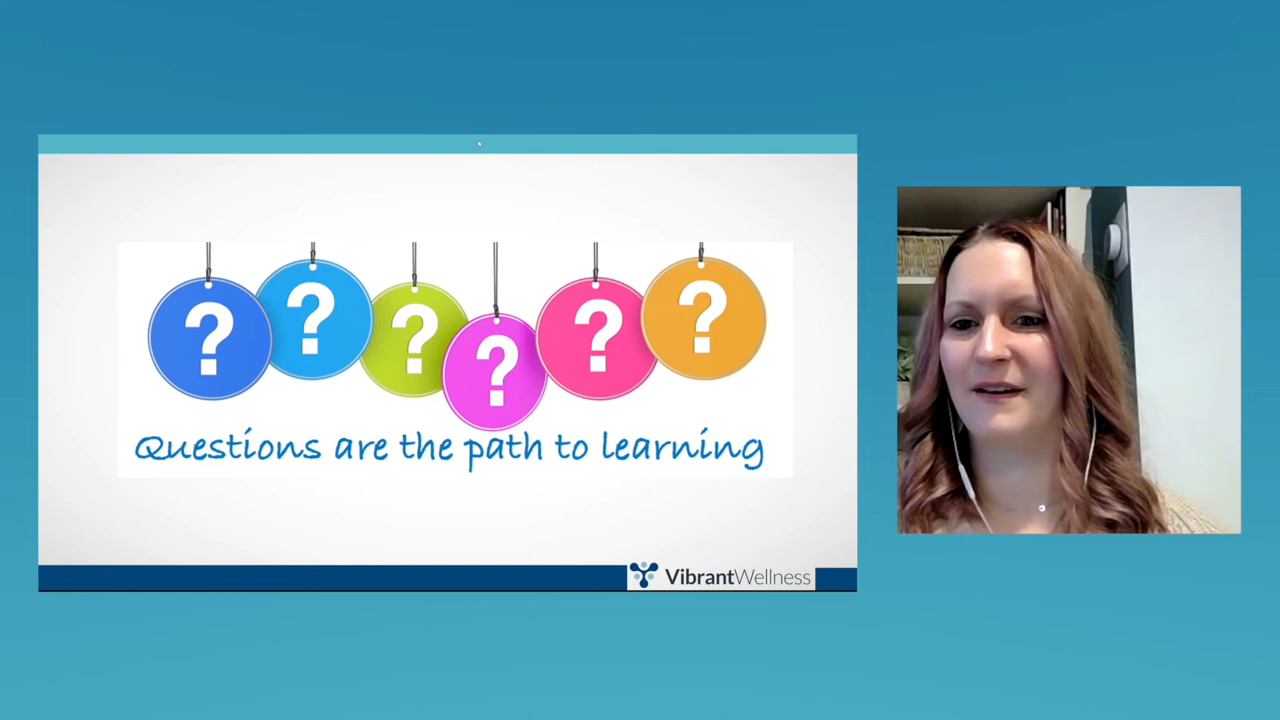 ? ? ? ? ? ?
Questions are the path to learning
VibrantWellness